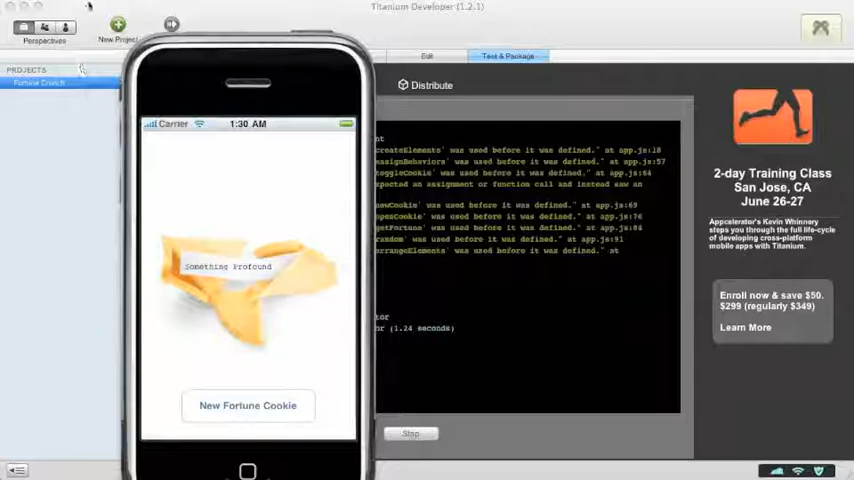 Titanium Developer (1.2.1)
Perspectives
New Project
Edit
Test & Package
PROJECTS
Fortune Crunch
Distribute
Carrier
1:30 AM
Something Profound
New Fortune Cookie
createElements' was used before it was defined." at app.js:18
assignBehaviors' was used before it was defined." at app.js:57
toggleCookie' was used before it was defined." at app.js:64
expected an assignment or function call and instead saw an
newCookie' was used before it was defined." at app.js:69
openCookie' was used before it was defined." at app.js:76
getFortune' was used before it was defined." at app.js:84
random' was used before it was defined." at app.js:91
arrangeElements' was used before it was defined." at
tor
or (1.24 seconds)
Stop
2-day Training Class
San Jose, CA
June 26-27
Appcelerator's Kevin Whinnery
steps you through the full life-cycle
of developing cross-platform
mobile apps with Titanium.
Enroll now & save $50.
$299 (regularly $349)
Learn More